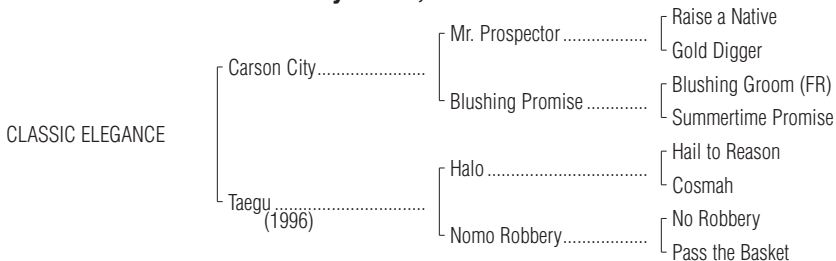 Raise a Native
Mr. Prospector
Gold Digger
Carson City
Blushing Groom (FR)
Blushing Promise
Summertime Promise
CLASSIC ELEGANCE
Hail to Reason
Halo
Cosmah
Taegu
(1996)
No Robbery
Nomo Robbery
Pass the Basket